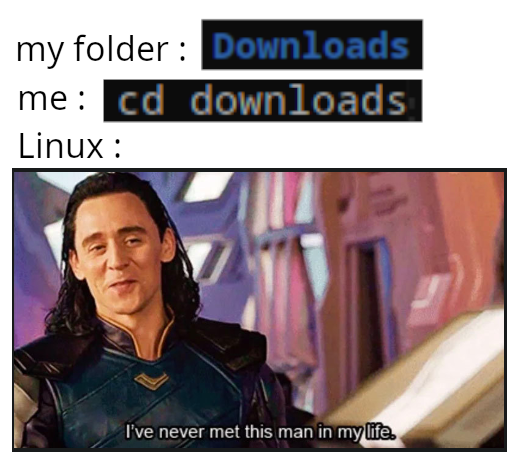 my folder : Downloads
me : cd downloads
Linux :
I've never met this man in my life.